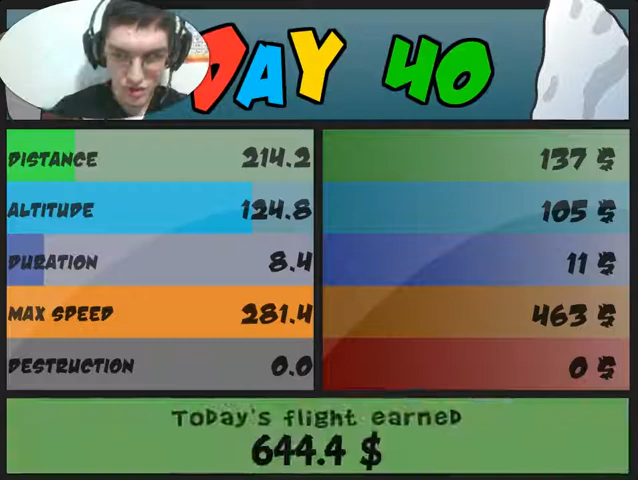 DAY 40
DISTANCE 214.2 137 $
ALTITUDE 124.8 105 $
DURATION 8.4 11 $
MAX SPEED 281.4 463 $
DESTRUCTION 0.0 0 $
TODAY'S flight earned
644.4 $